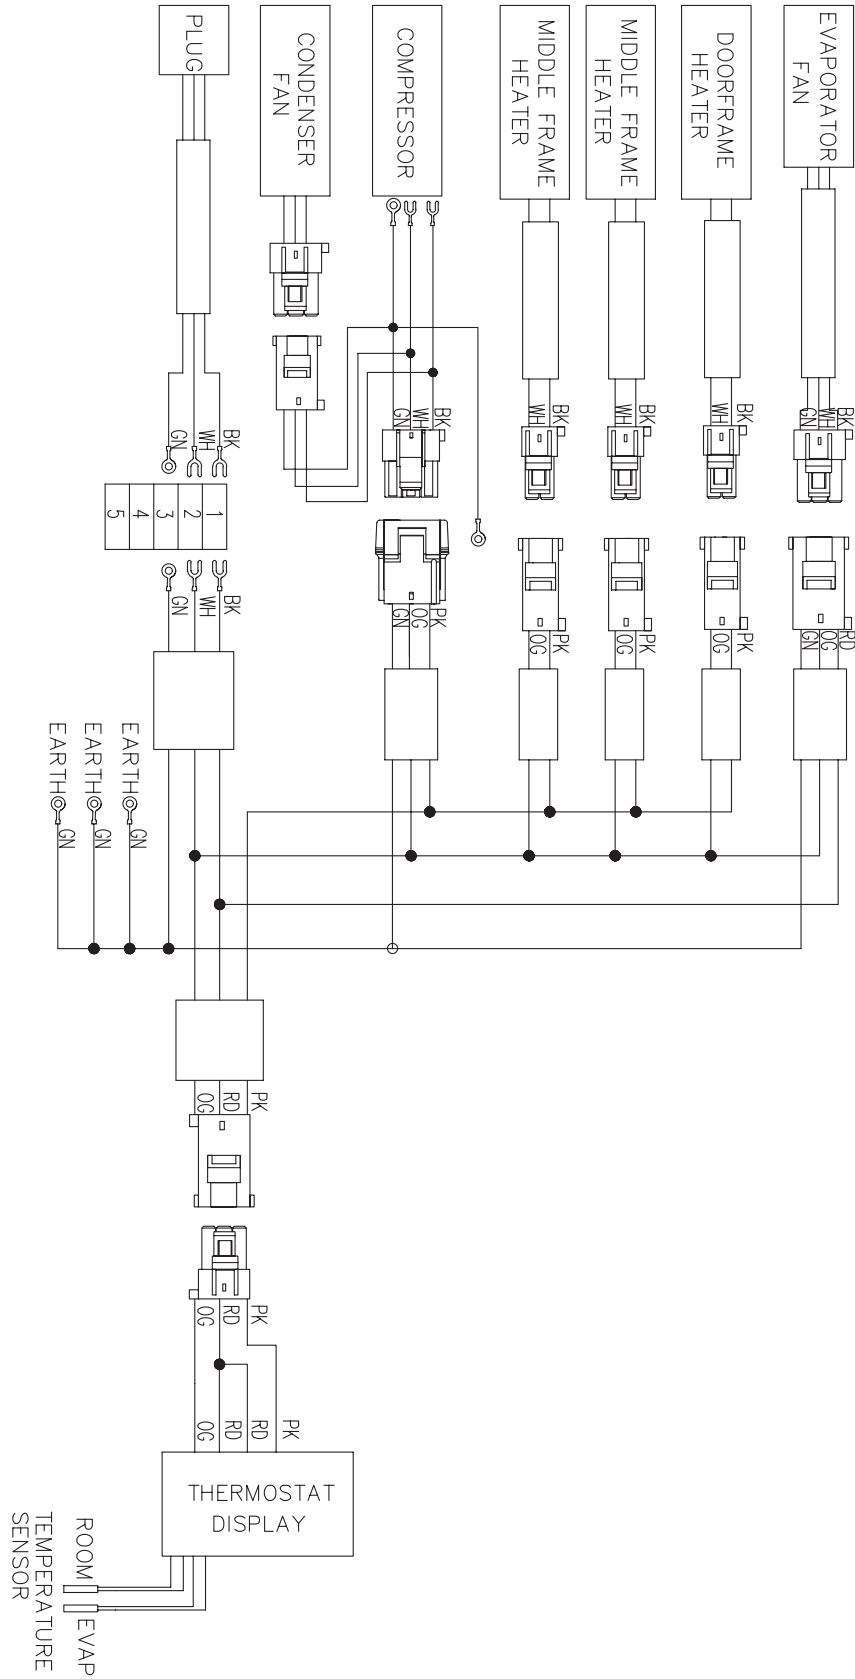 PLUG
CONDENSER
FAN
COMPRESSOR
MIDDLE FRAME
HEATER
MIDDLE FRAME
HEATER
DOORFRAME
HEATER
EVAPORATOR
FAN
GN
WH
BK
GN
WH
BK
WH
BK
WH
BK
WH
BK
GN
WH
BK
5
4
3
2
1
GN
WH
BK
GN
OG
PK
OG
PK
OG
PK
OG
PK
GN
OG
RD
EARTH
GN
EARTH
GN
EARTH
GN
OG
RD
PK
OG
RD
PK
OG
RD
RD
PK
THERMOSTAT
DISPLAY
ROOM
EVAP
TEMPERATURE
SENSOR